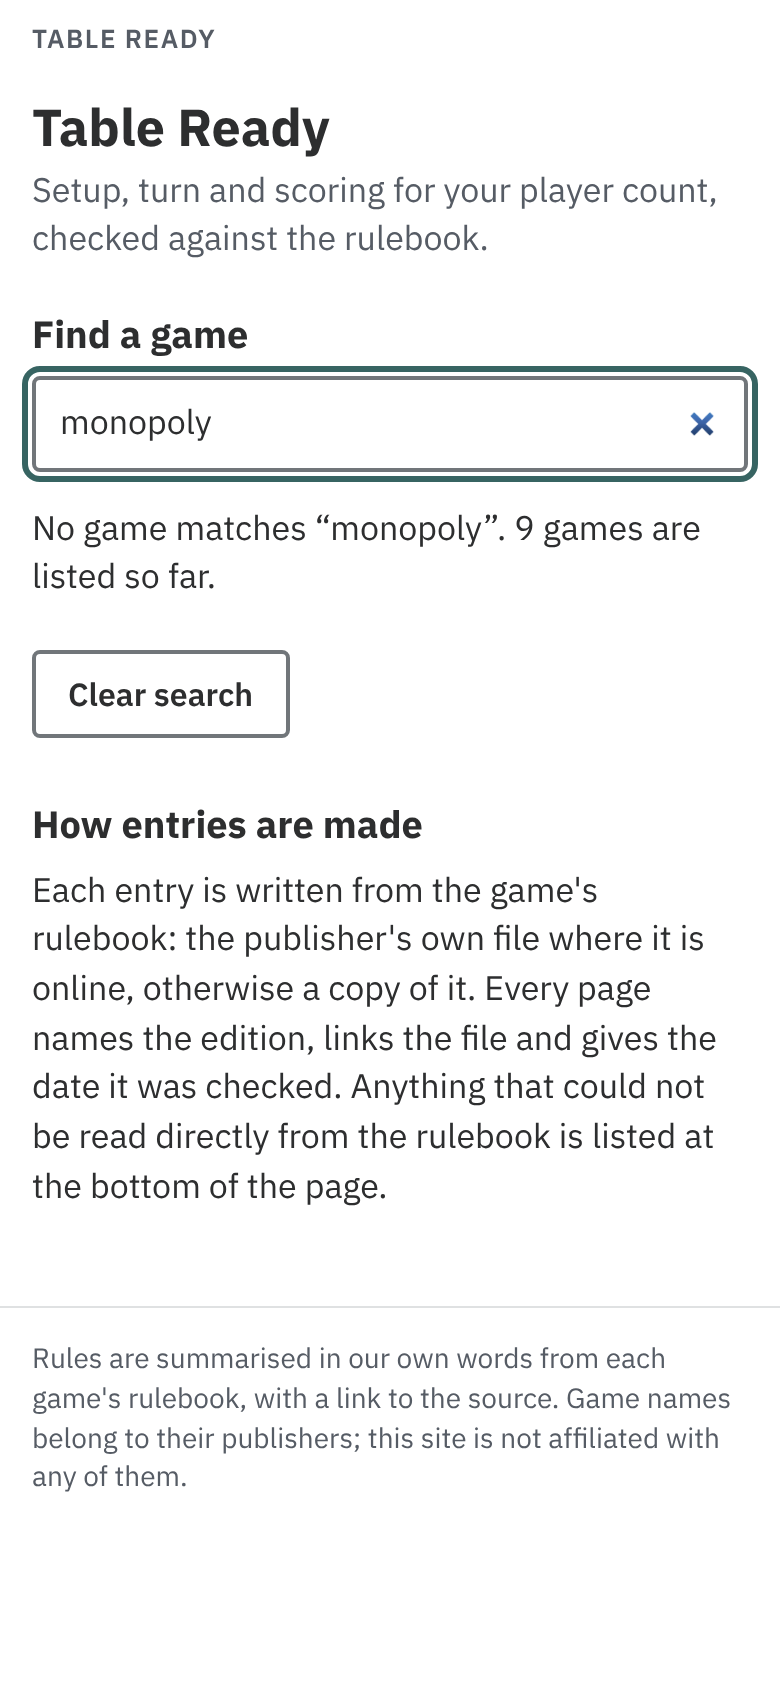 TABLE READY
Table Ready
Setup, turn and scoring for your player count,
checked against the rulebook.
Find a game
monopoly
No game matches “monopoly”. 9 games are
listed so far.
Clear search
How entries are made
Each entry is written from the game's
rulebook: the publisher's own file where it is
online, otherwise a copy of it. Every page
names the edition, links the file and gives the
date it was checked. Anything that could not
be read directly from the rulebook is listed at
the bottom of the page.
Rules are summarised in our own words from each
game's rulebook, with a link to the source. Game names
belong to their publishers; this site is not affiliated with
any of them.